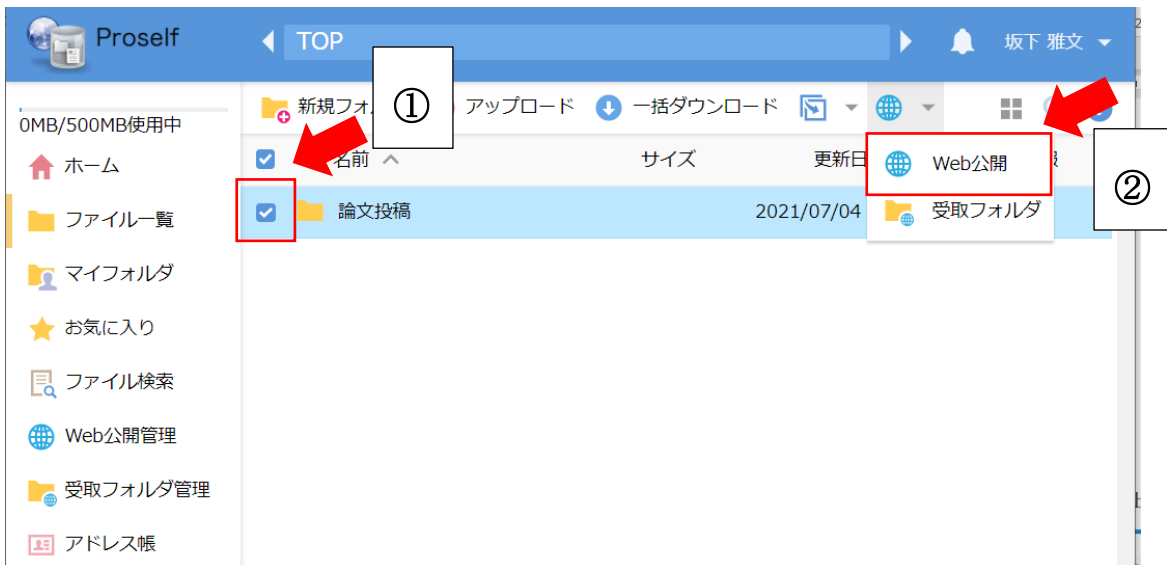 Proself
TOP
坂下 雅文
①
0MB/500MB使用中
新規フォル
アップロード
一括ダウンロード
名前
サイズ
更新日
Web公開
②
論文投稿
2021/07/04
受取フォルダ
ホーム
ファイル一覧
マイフォルダ
お気に入り
ファイル検索
Web公開管理
受取フォルダ管理
アドレス帳